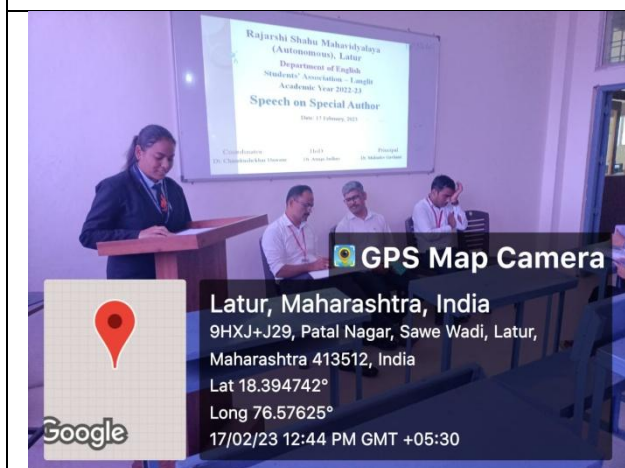 Rajarshi Shahu Mahavidyalaya
(Autonomous), Latur
Department of English
Students' Association – Langlit
Academic Year 2022-23
Speech on Special Author
Date: 17 February, 2023
Coordinator HoD Principal
Dr.
GPS Map Camera
Latur, Maharashtra, India
9HXJ+J29, Patal Nagar, Sawe Wadi, Latur,
Maharashtra 413512, India
Lat 18.394742°
Long 76.57625°
17/02/23 12:44 PM GMT +05:30
Google